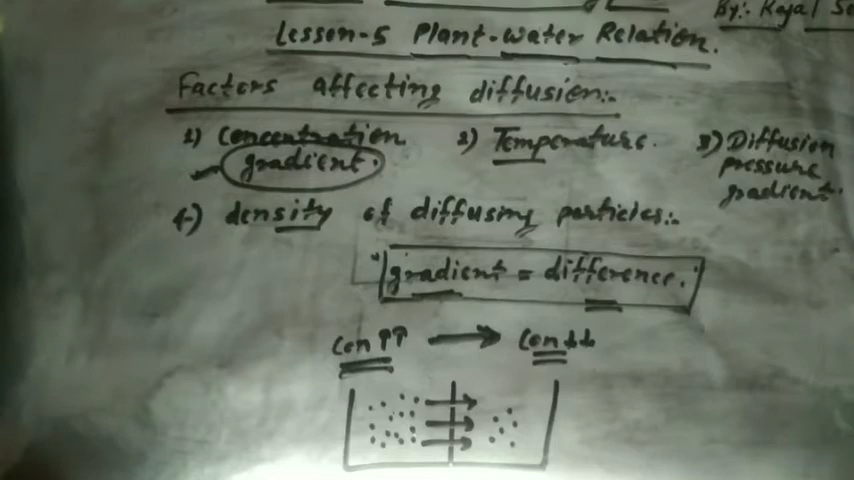 By:- Kajal
Lesson-5 Plant-water Relation.
Factors affecting diffusion:-
1) Concentration gradient. 2) Temperature. 3) Diffusion pressure gradient.
4) density of diffusing particles:-
"gradient = difference."
Con ↑↑ → Con ↓↓